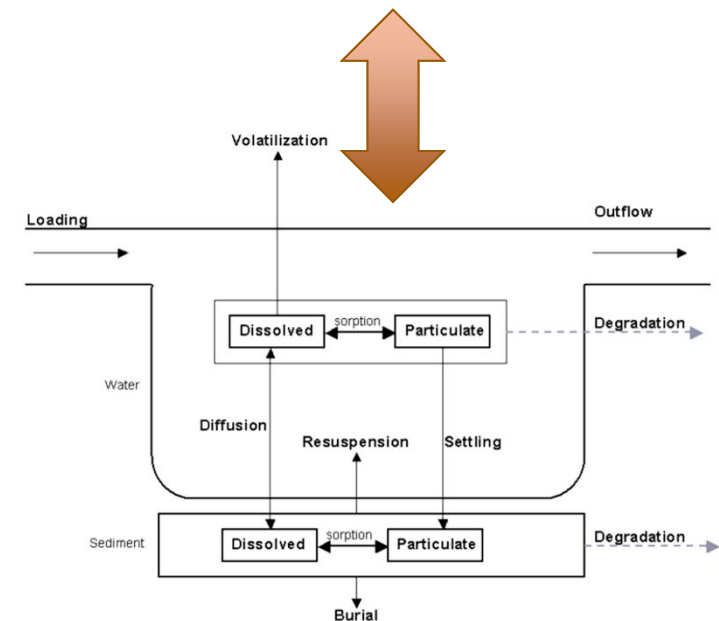 Volatilization
Loading
Outflow
Dissolved
sorption
Particulate
Degradation
Water
Diffusion
Resuspension
Settling
Sediment
Dissolved
sorption
Particulate
Degradation
Burial